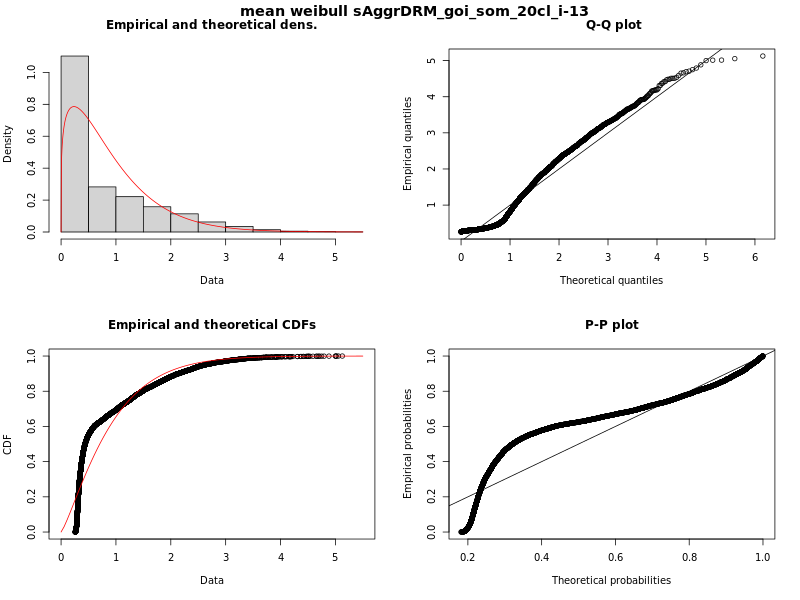 mean weibull sAggrDRM_goi_som_20cl_i-13
Empirical and theoretical dens.
Density
0.0 0.2 0.4 0.6 0.8 1.0
0 1 2 3 4 5
Data
Q-Q plot
Empirical quantiles
1 2 3 4 5
0 1 2 3 4 5 6
Theoretical quantiles
Empirical and theoretical CDFs
CDF
0.0 0.2 0.4 0.6 0.8 1.0
0 1 2 3 4 5
Data
P-P plot
Empirical probabilities
0.0 0.2 0.4 0.6 0.8 1.0
0.2 0.4 0.6 0.8 1.0
Theoretical probabilities